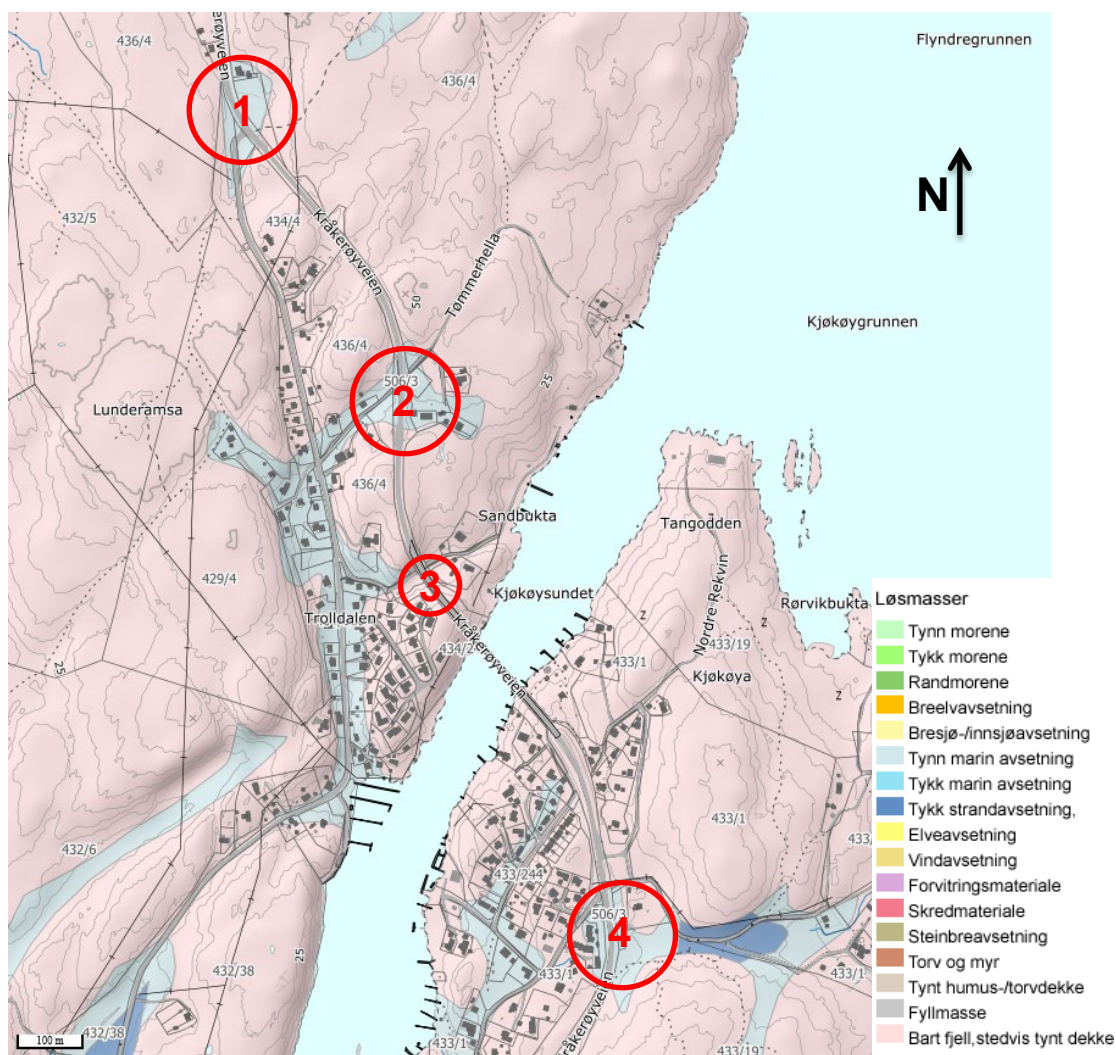 Kråkerøyveien
436/4
Flyndregrunnen
436/4
1
N
432/5
434/4
Kråkerøyveien
Tømmerhella
50
Kjøkøygrunnen
436/4
25
506/3
2
Lunderamsa
436/4
Sandbukta
Tangodden
429/4
3
Kjøkøysundet
Rørvikbukta
Trolldalen
434/2
Kråkerøyveien
z
Nordre Rekvin
433/19
433/1
Kjøkøya
z
25
433/1
432/6
433/244
433/1
506/3
4
432/38
25
433/1
433/1
Kråkerøyveien
432/38
433/1
433/19
100 m
Løsmasser
Tynn morene
Tykk morene
Randmorene
Breelvavsetning
Bresjø-/innsjøavsetning
Tynn marin avsetning
Tykk marin avsetning
Tykk strandavsetning,
Elveavsetning
Vindavsetning
Forvitringsmateriale
Skredmateriale
Steinbreavsetning
Torv og myr
Tynt humus-/torvdekke
Fyllmasse
Bart fjell,stedvis tynt dekke